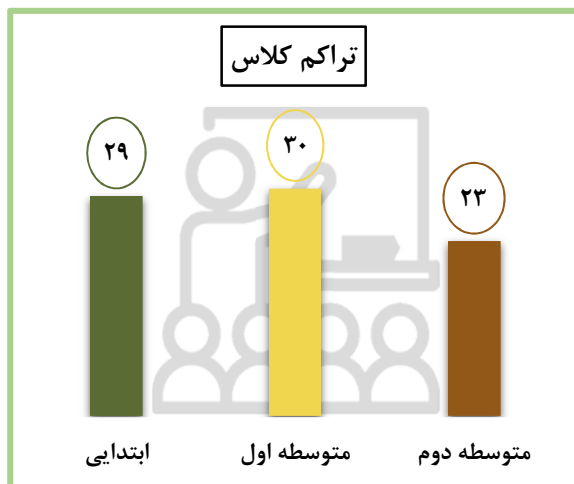 تراکم کلاس
۲۹
۳۰
۲۳
ابتدایی
متوسطه اول
متوسطه دوم